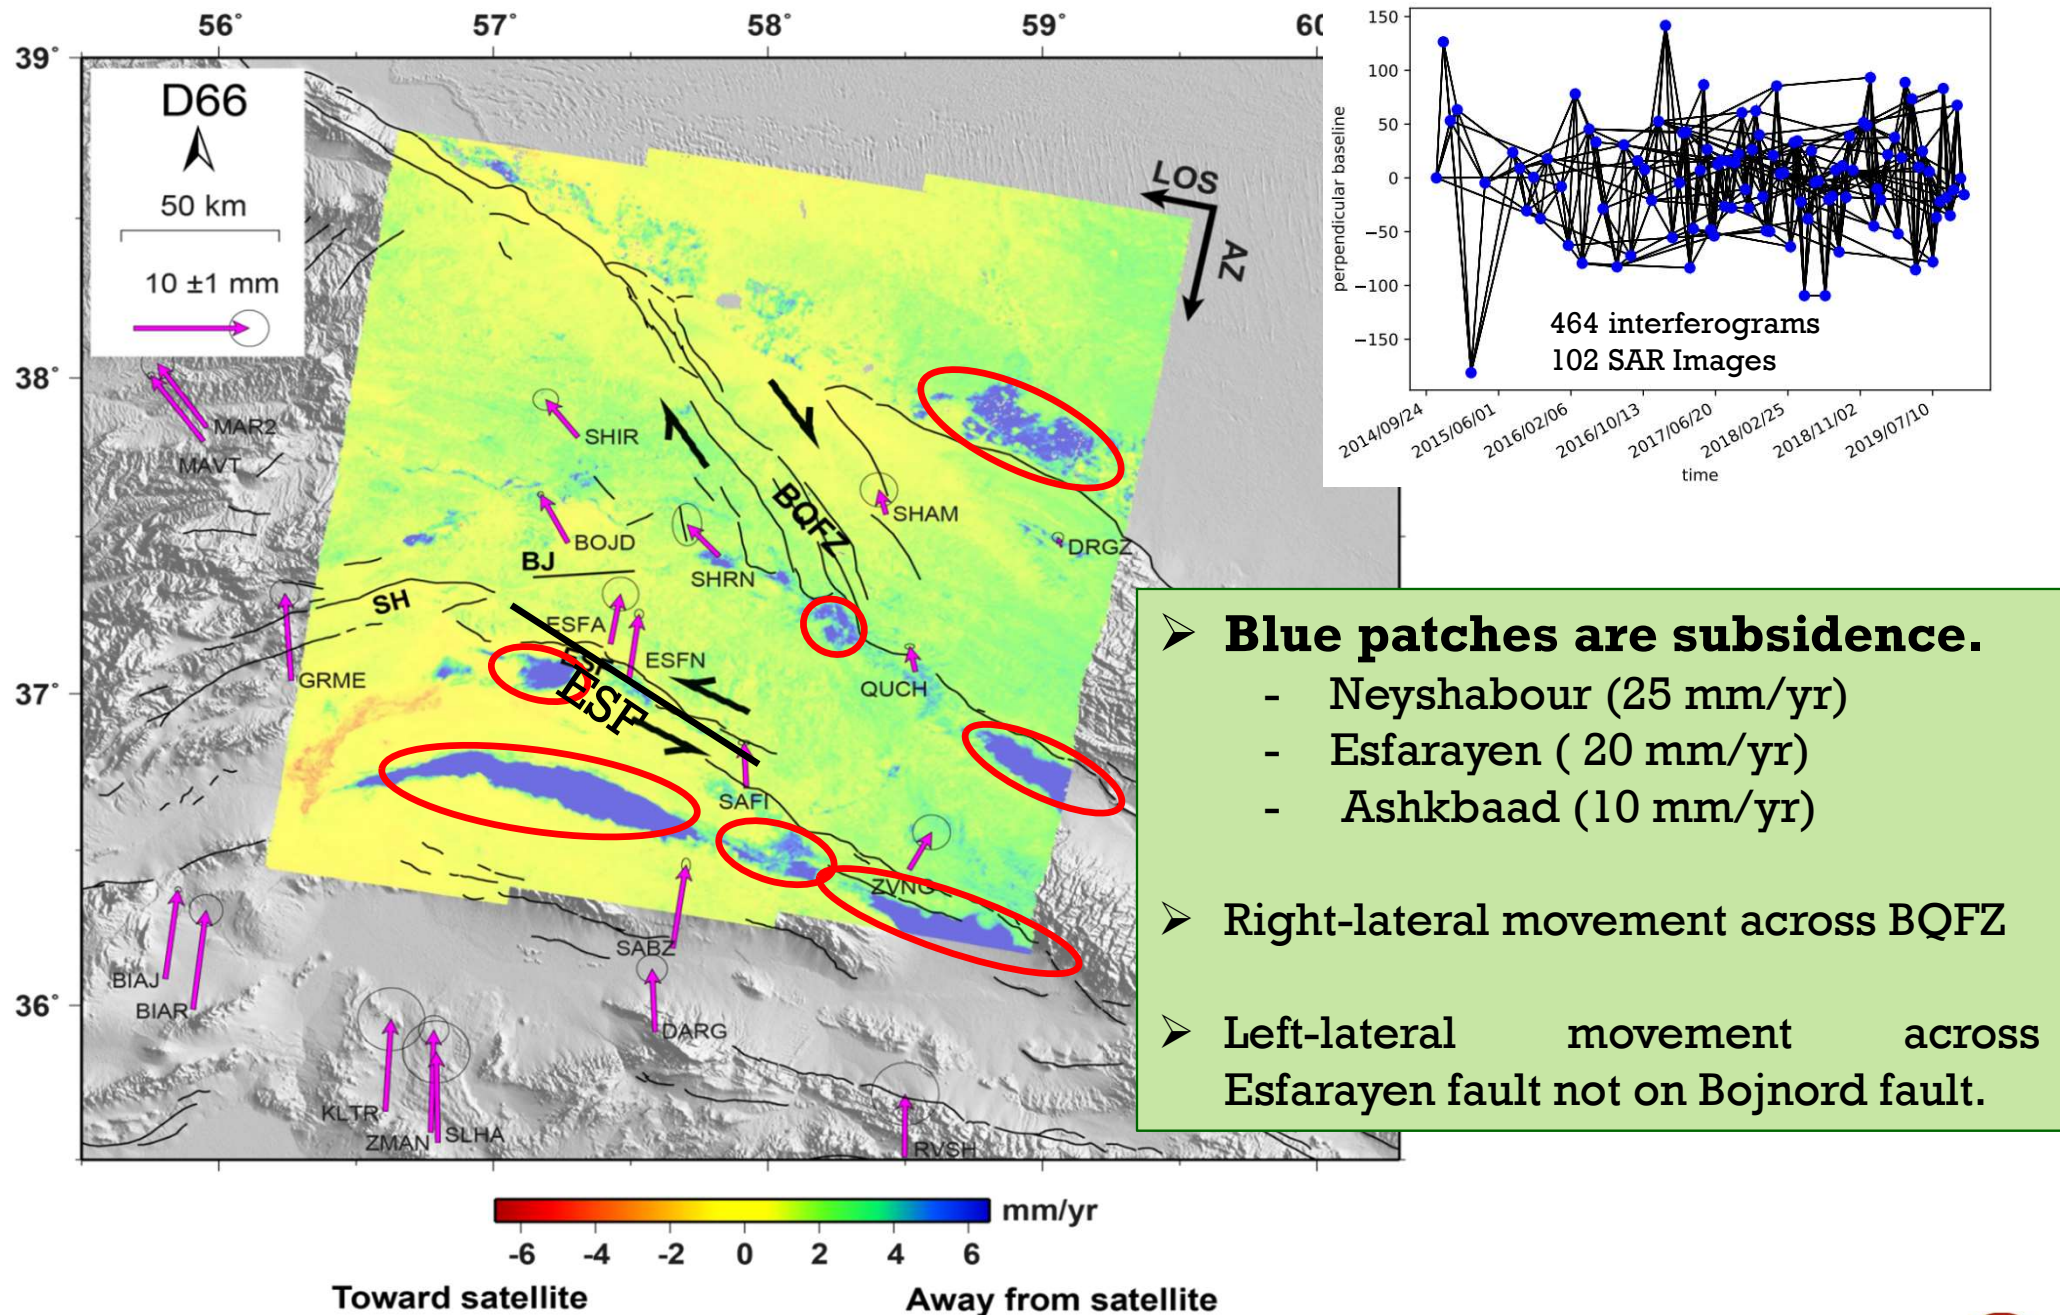 56°
57°
58°
59°
60
39°
38°
37°
36°
D66
50 km
10 ±1 mm
LOS
AZ
MAR2
MAVT
SHIR
BOJD
BJ
SHRN
BQFZ
SHAM
DRGZ
SH
ESFA
ESFN
GRME
ESF
ESF
QUCH
SAFI
ZVNG
SABZ
BIAJ
BIAR
DARG
KLTR
ZMAN
SLHA
RVSH
-6 -4 -2 0 2 4 6
mm/yr
Toward satellite
Away from satellite
perpendicular baseline
150
100
50
0
−50
−100
−150
464 interferograms
102 SAR Images
2014/09/24
2015/06/01
2016/02/06
2016/10/13
2017/06/20
2018/02/25
2018/11/02
2019/07/10
time
➢ Blue patches are subsidence.
- Neyshabour (25 mm/yr)
- Esfarayen ( 20 mm/yr)
- Ashkbaad (10 mm/yr)
➢ Right-lateral movement across BQFZ
➢ Left-lateral movement across
Esfarayen fault not on Bojnord fault.